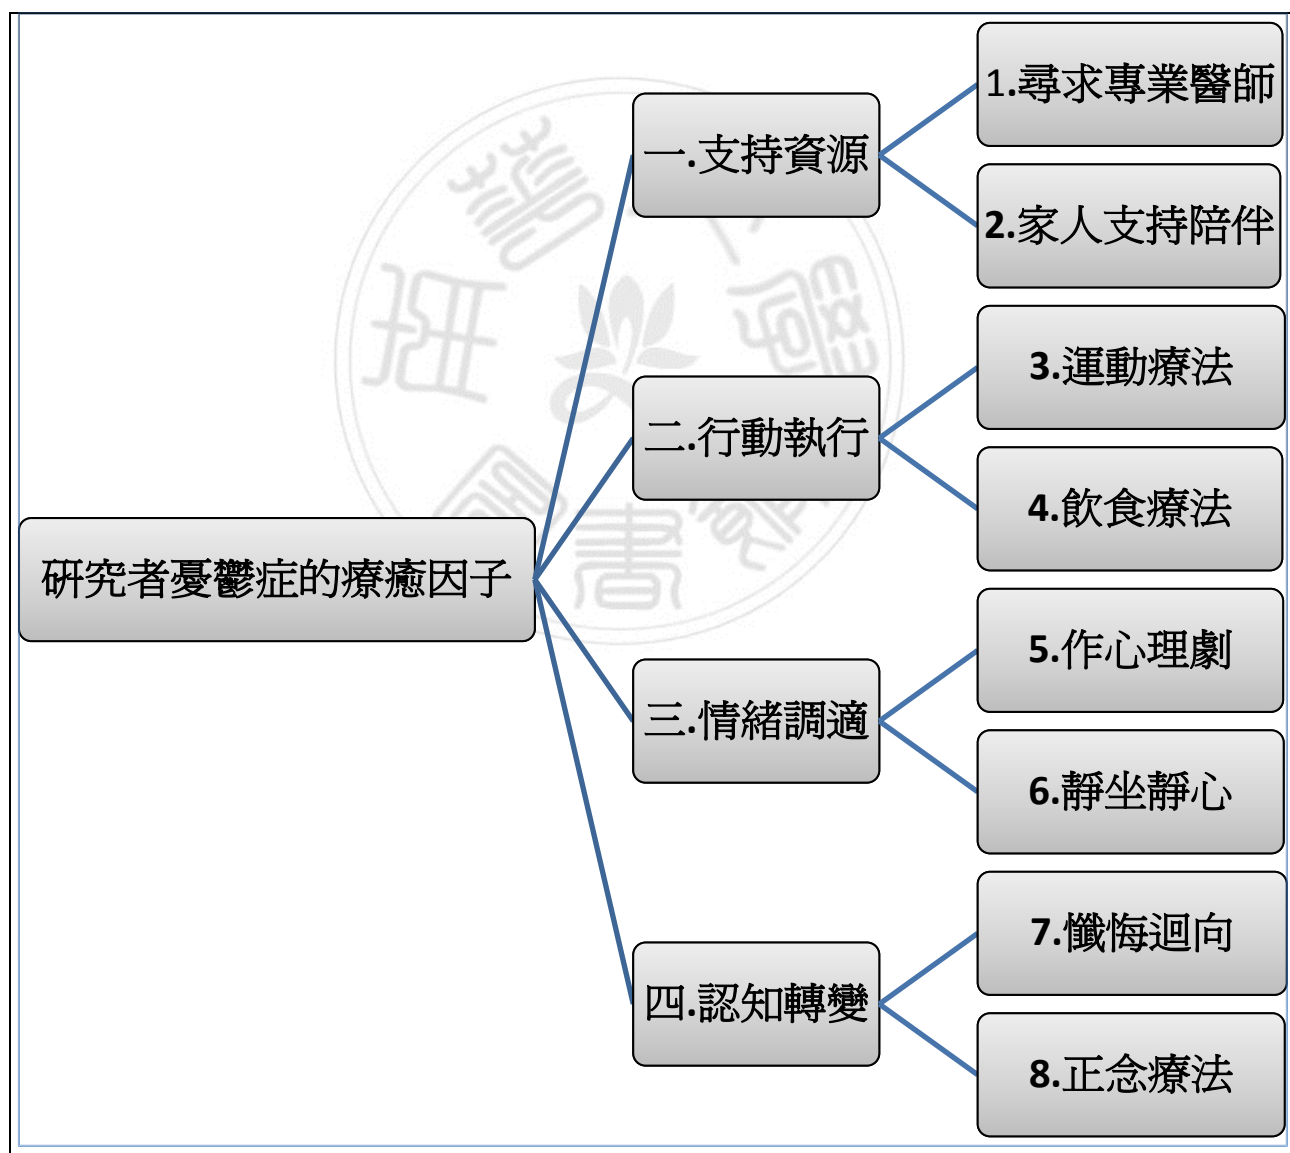 研究者憂鬱症的療癒因子
一.支持資源
1.尋求專業醫師
2.家人支持陪伴
二.行動執行
3.運動療法
4.飲食療法
三.情緒調適
5.作心理劇
6.靜坐靜心
四.認知轉變
7.懺悔迴向
8.正念療法